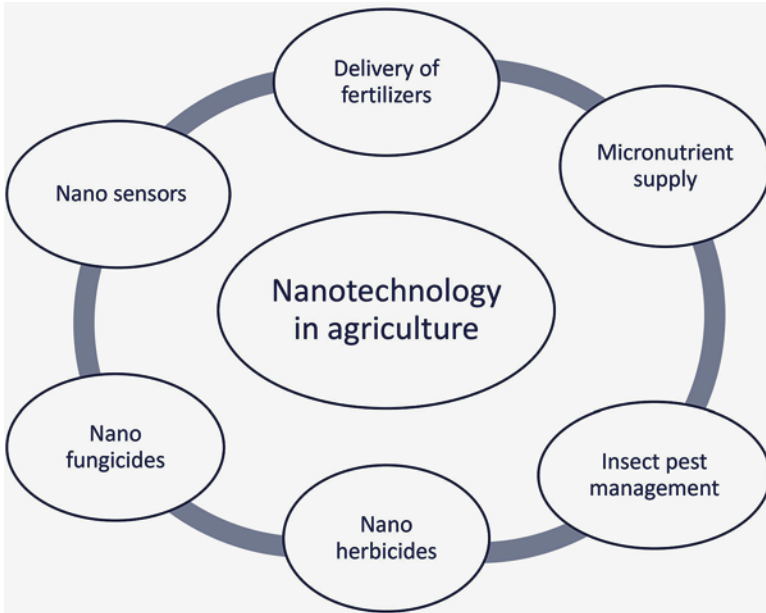 Delivery of
fertilizers
Micronutrient
supply
Nano sensors
Nanotechnology
in agriculture
Nano
fungicides
Insect pest
management
Nano
herbicides